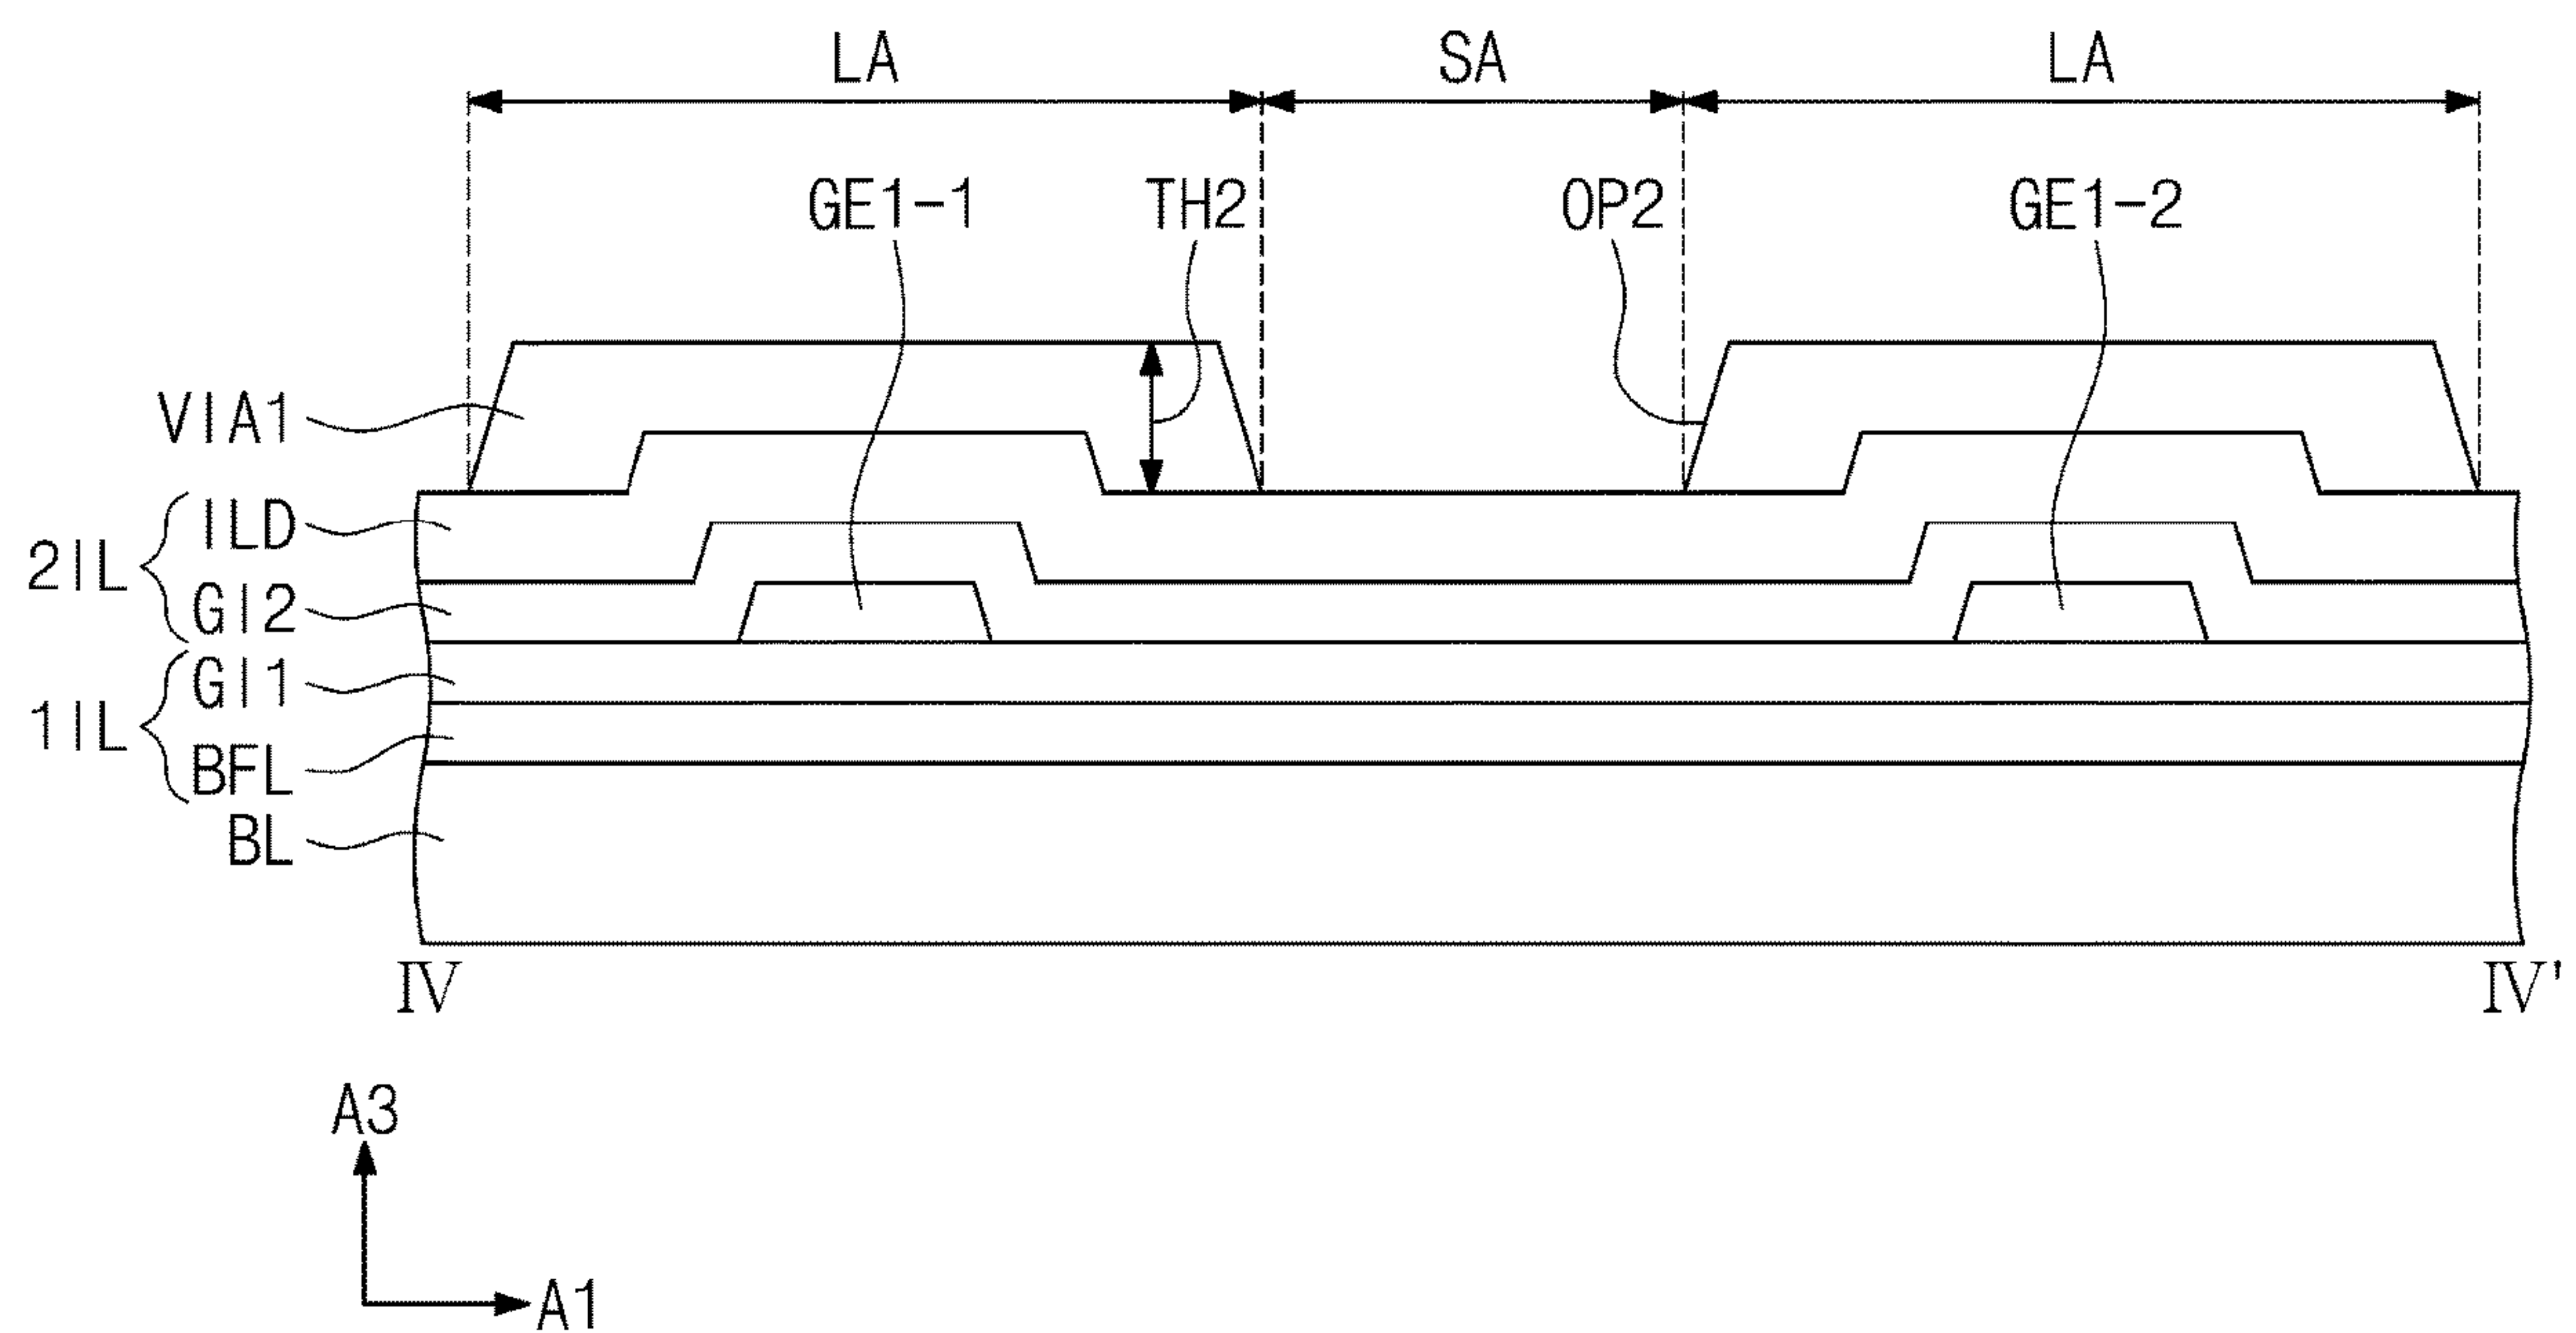 LA SA LA
GE1-1 TH2 OP2 GE1-2
VIA1
ILD
2IL
GI2
GI1
1IL
BFL
BL
IV IV'
A3
A1